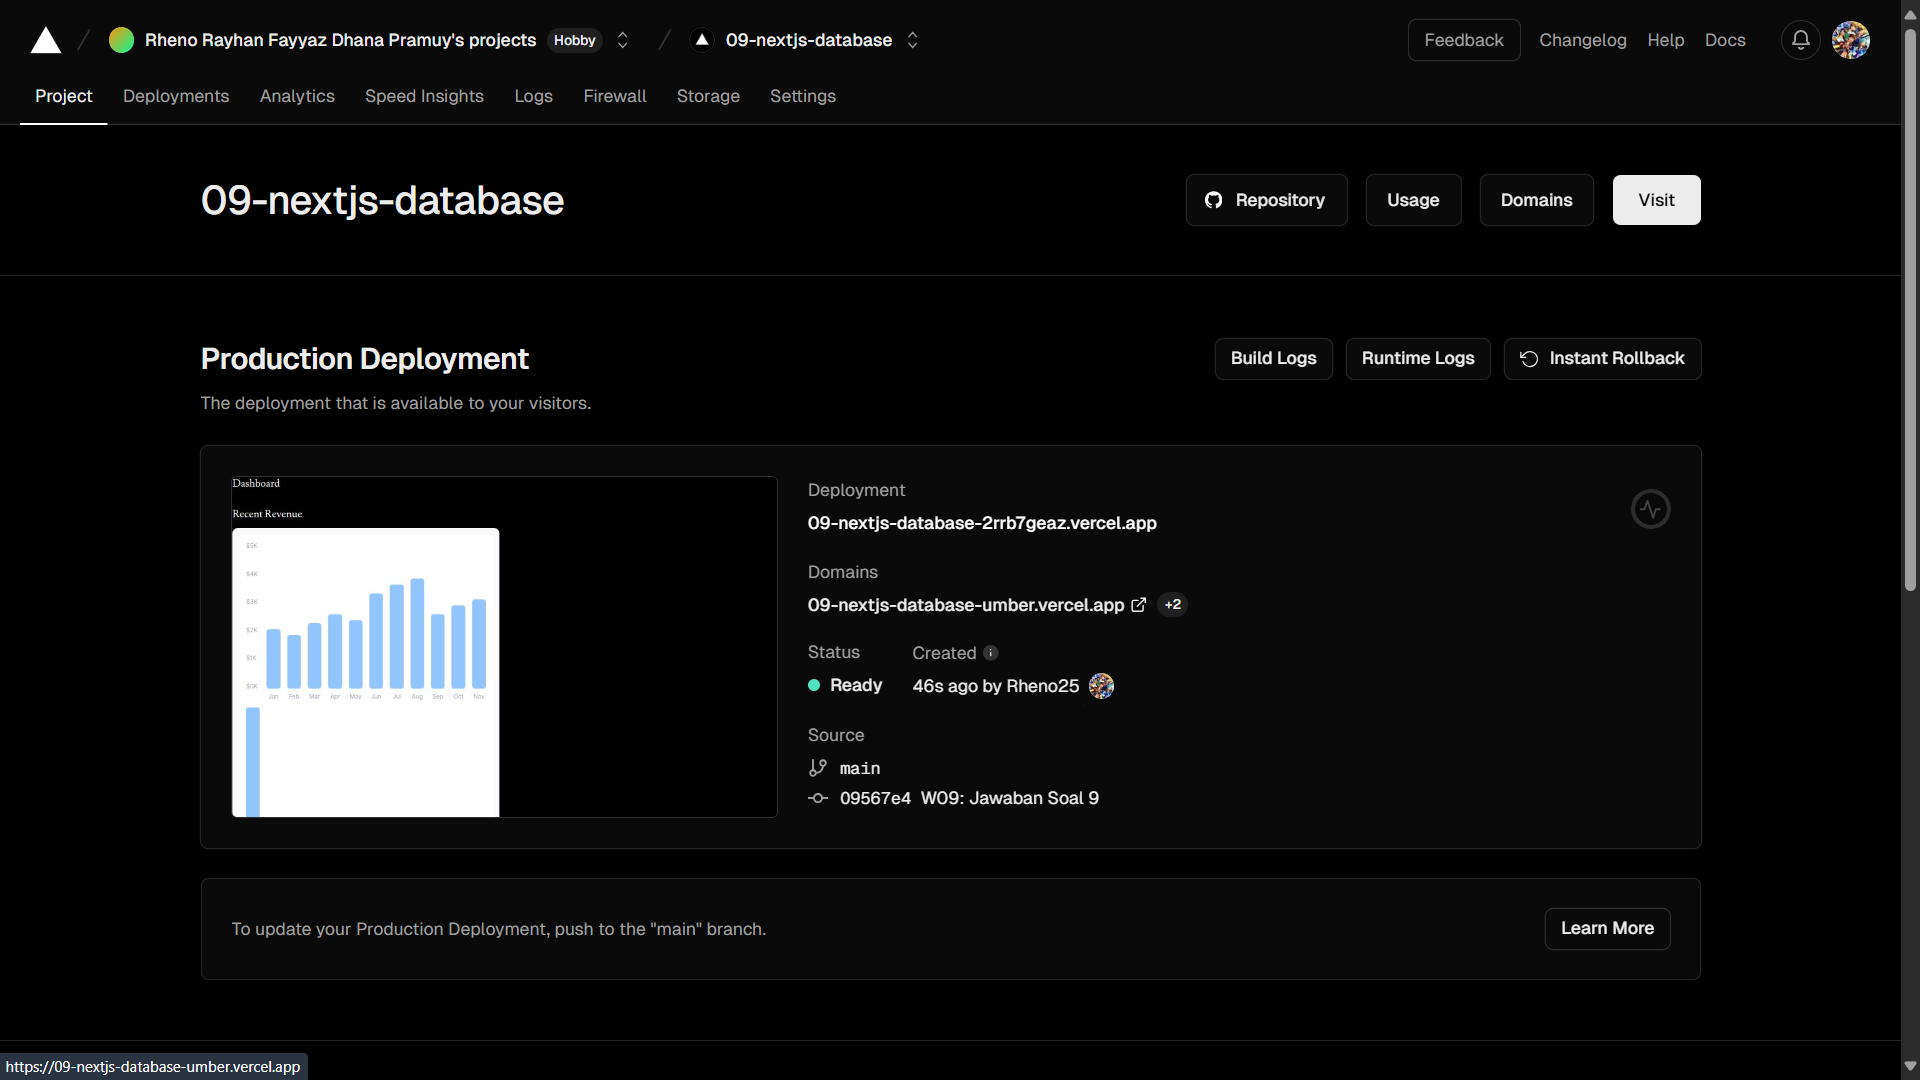 Rheno Rayhan Fayyaz Dhana Pramuy's projects Hobby 09-nextjs-database Feedback Changelog Help Docs
Project Deployments Analytics Speed Insights Logs Firewall Storage Settings
09-nextjs-database
Repository Usage Domains Visit
Production Deployment
Build Logs Runtime Logs Instant Rollback
The deployment that is available to your visitors.
Dashboard
Recent Revenue
$5K
$4K
$3K
$2K
$1K
$0K
Jan Feb Mar Apr May Jun Jul Aug Sep Oct Nov
Deployment
09-nextjs-database-2rrb7geaz.vercel.app
Domains
09-nextjs-database-umber.vercel.app +2
Status Created
Ready 46s ago by Rheno25
Source
main
09567e4 W09: Jawaban Soal 9
To update your Production Deployment, push to the "main" branch.
Learn More
https://09-nextjs-database-umber.vercel.app